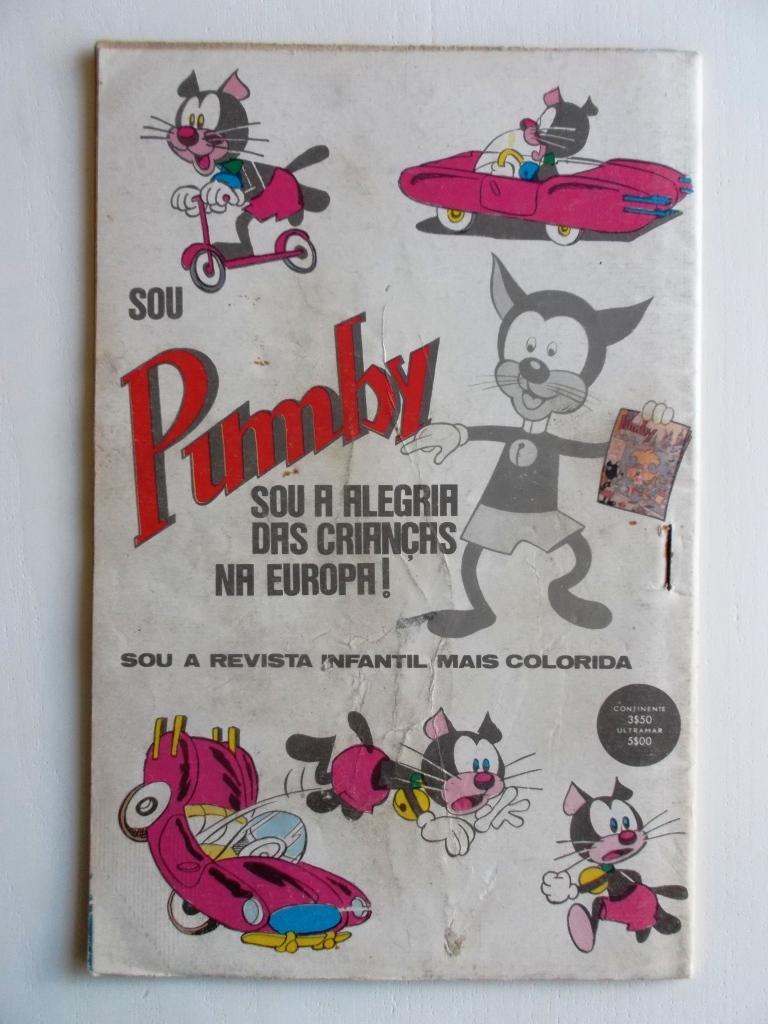 SOU
Pumby
SOU A ALEGRIA
DAS CRIANÇAS
NA EUROPA!
Pumby
SOU A REVISTA INFANTIL MAIS COLORIDA
CONTINENTE
3$50
ULTRAMAR
5$00